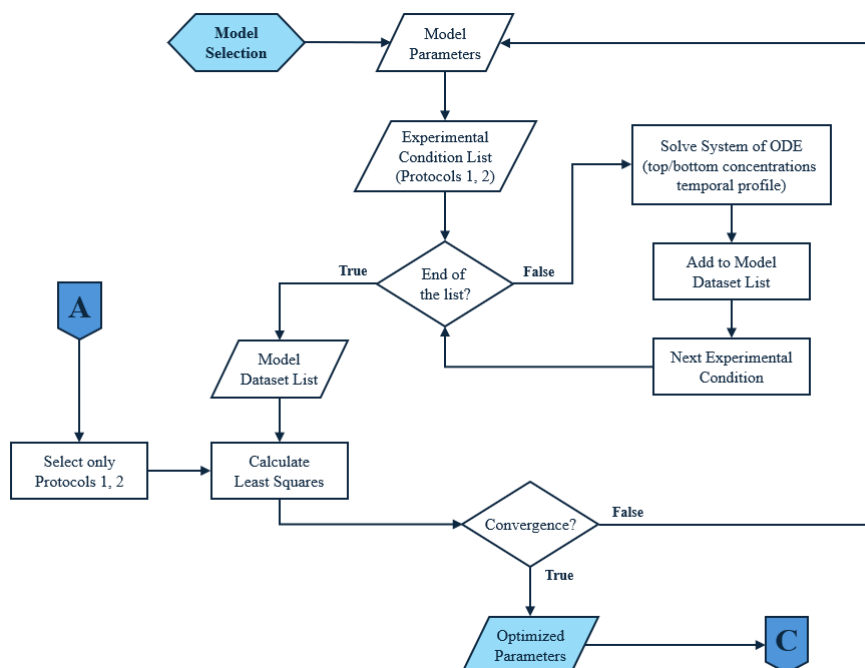 Model
Selection
Model
Parameters
Experimental
Condition List
(Protocols 1, 2)
Solve System of ODE
(top/bottom concentrations
temporal profile)
True
End of
the list?
False
Add to Model
Dataset List
A
Model
Dataset List
Next Experimental
Condition
Select only
Protocols 1, 2
Calculate
Least Squares
Convergence?
False
True
Optimized
Parameters
C